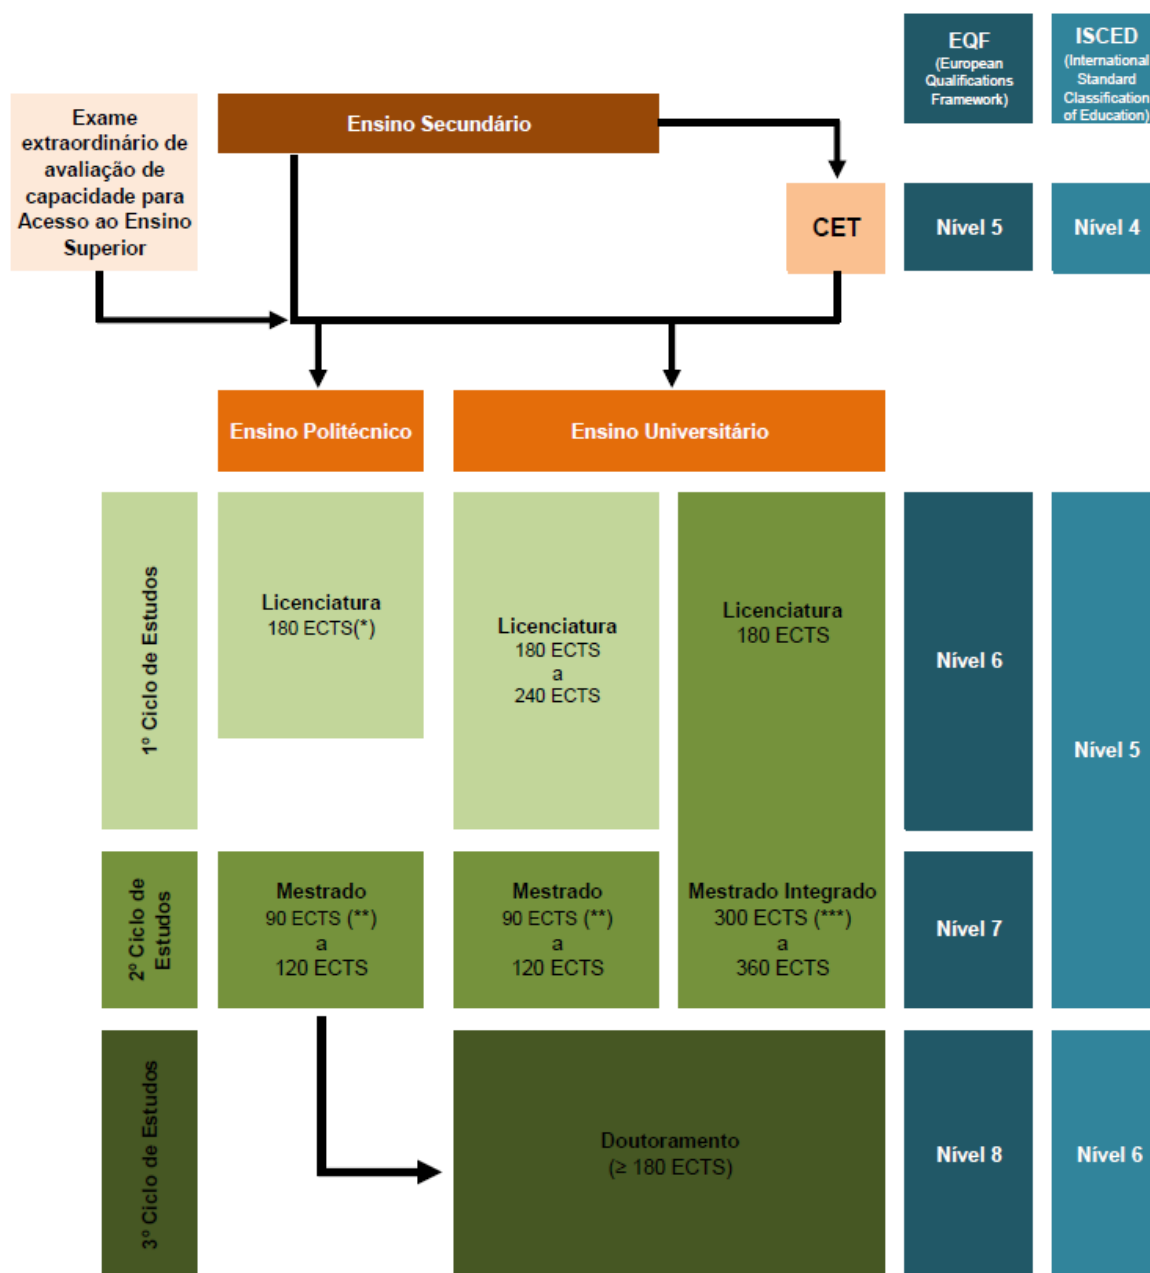 EQF
(European
Qualifications
Framework)
ISCED
(International
Standard
Classification
of Education)
Exame
extraordinário de
avaliação de
capacidade para
Acesso ao Ensino
Superior
Ensino Secundário
CET
Nível 5
Nível 4
Ensino Politécnico
Ensino Universitário
1º Ciclo de Estudos
Licenciatura
180 ECTS(*)
Licenciatura
180 ECTS
a
240 ECTS
Licenciatura
180 ECTS
Nível 6
Nível 5
2º Ciclo de
Estudos
Mestrado
90 ECTS (**)
a
120 ECTS
Mestrado
90 ECTS (**)
a
120 ECTS
Mestrado Integrado
300 ECTS (***)
a
360 ECTS
Nível 7
3º Ciclo de Estudos
Doutoramento
(≥ 180 ECTS)
Nível 8
Nível 6